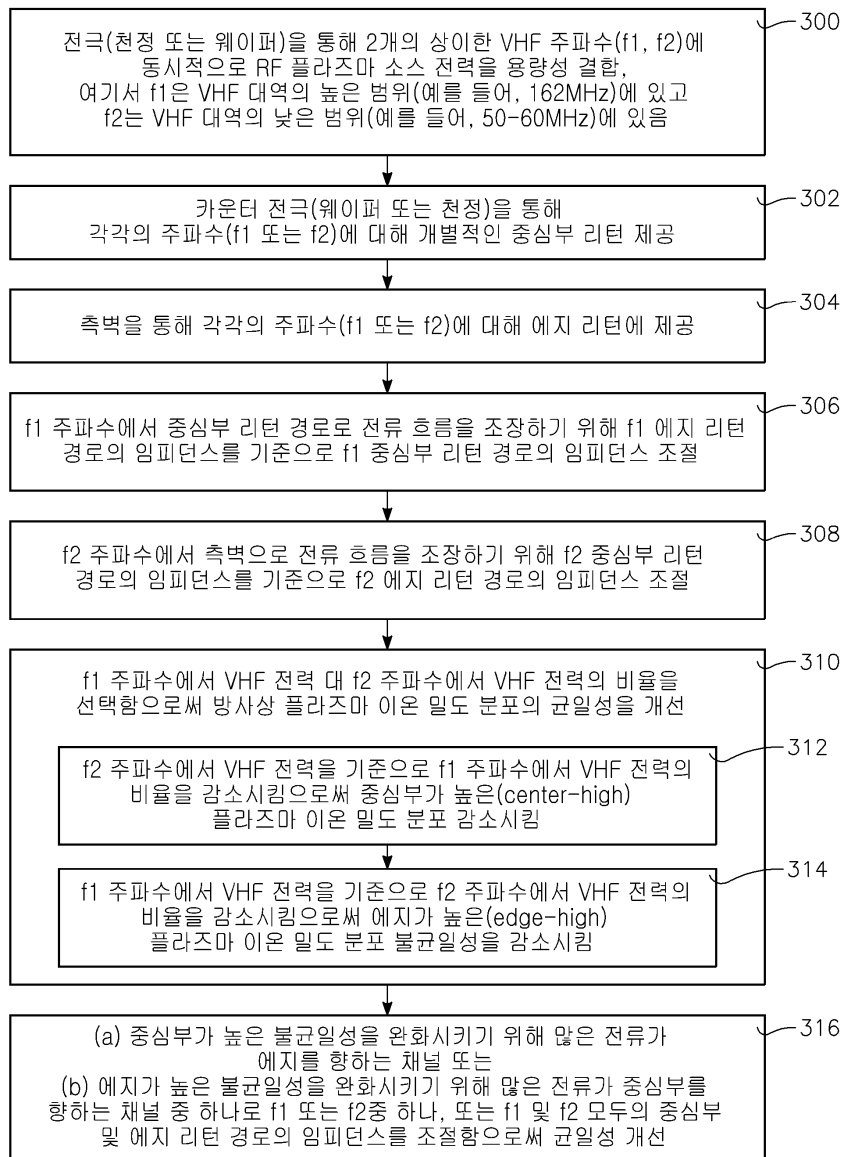 전극(천정 또는 웨이퍼)을 통해 2개의 상이한 VHF 주파수(f1, f2)에
동시적으로 RF 플라즈마 소스 전력을 용량성 결합,
여기서 f1은 VHF 대역의 높은 범위(예를 들어, 162MHz)에 있고
f2는 VHF 대역의 낮은 범위(예를 들어, 50-60MHz)에 있음
300
카운터 전극(웨이퍼 또는 천정)을 통해
각각의 주파수(f1 또는 f2)에 대해 개별적인 중심부 리턴 제공
302
측벽을 통해 각각의 주파수(f1 또는 f2)에 대해 에지 리턴에 제공
304
f1 주파수에서 중심부 리턴 경로로 전류 흐름을 조장하기 위해 f1 에지 리턴
경로의 임피던스를 기준으로 f1 중심부 리턴 경로의 임피던스 조절
306
f2 주파수에서 측벽으로 전류 흐름을 조장하기 위해 f2 중심부 리턴
경로의 임피던스를 기준으로 f2 에지 리턴 경로의 임피던스 조절
308
f1 주파수에서 VHF 전력 대 f2 주파수에서 VHF 전력의 비율을
선택함으로써 방사상 플라즈마 이온 밀도 분포의 균일성을 개선
310
f2 주파수에서 VHF 전력을 기준으로 f1 주파수에서 VHF 전력의
비율을 감소시킴으로써 중심부가 높은(center-high)
플라즈마 이온 밀도 분포 감소시킴
312
f1 주파수에서 VHF 전력을 기준으로 f2 주파수에서 VHF 전력의
비율을 감소시킴으로써 에지가 높은(edge-high)
플라즈마 이온 밀도 분포 불균일성을 감소시킴
314
(a) 중심부가 높은 불균일성을 완화시키기 위해 많은 전류가
에지를 향하는 채널 또는
(b) 에지가 높은 불균일성을 완화시키기 위해 많은 전류가 중심부를
향하는 채널 중 하나로 f1 또는 f2중 하나, 또는 f1 및 f2 모두의 중심부
및 에지 리턴 경로의 임피던스를 조절함으로써 균일성 개선
316